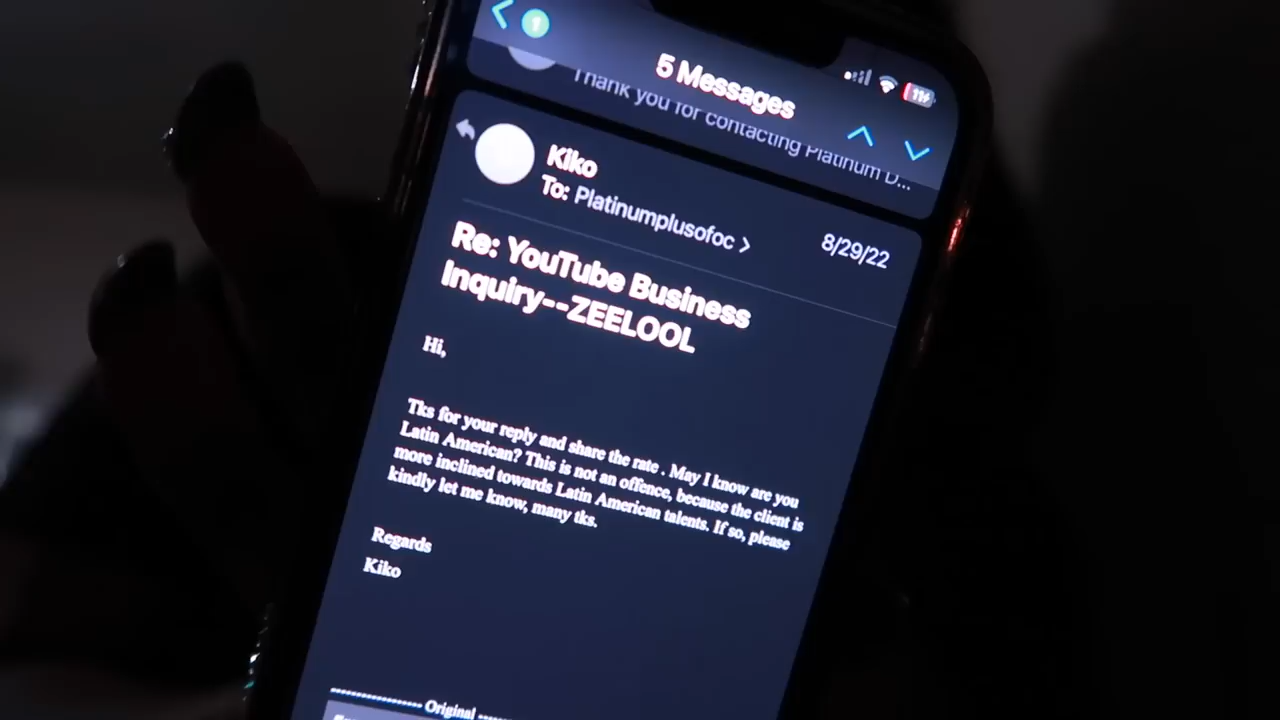 1
5 Messages
Thank you for contacting Platinum D...
Kiko
To: Platinumplusofoc >
8/29/22
Re: YouTube Business
Inquiry--ZEELOOL
Hi,
Tks for your reply and share the rate . May I know are you
Latin American? This is not an offence, because the client is
more inclined towards Latin American talents. If so, please
kindly let me know, many tks.
Regards
Kiko
Original